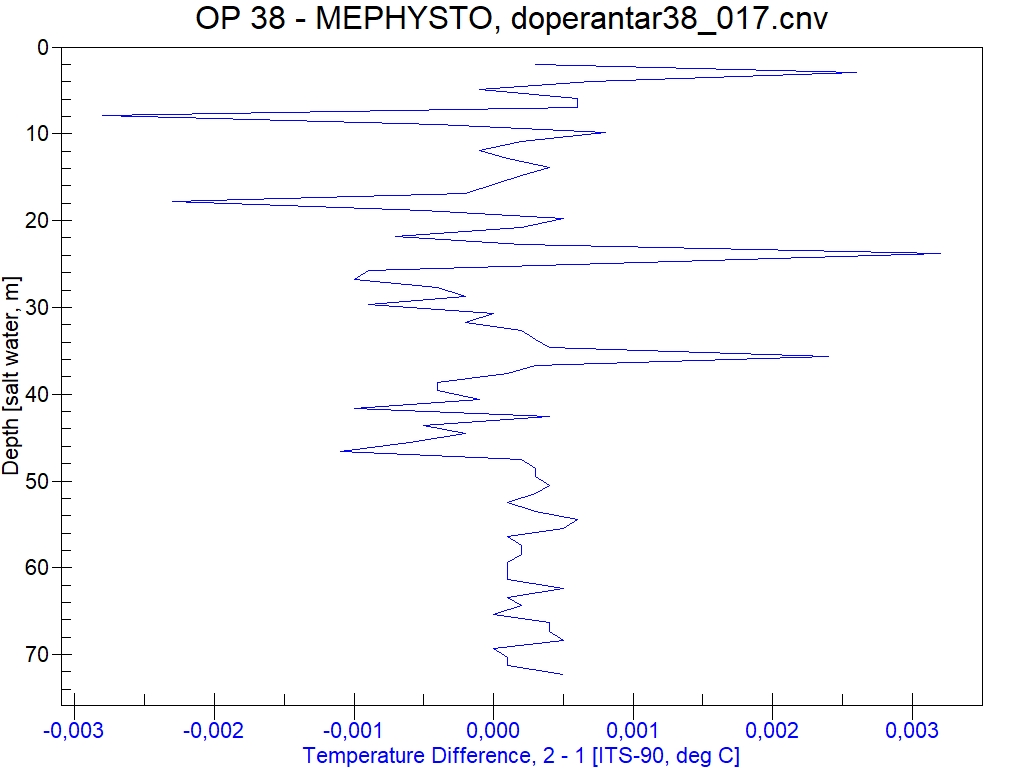 OP 38 - MEPHYSTO, doperantar38_017.cnv
0
10
20
30
40
50
60
70
Depth [salt water, m]
-0,003 -0,002 -0,001 0,000 0,001 0,002 0,003
Temperature Difference, 2 - 1 [ITS-90, deg C]